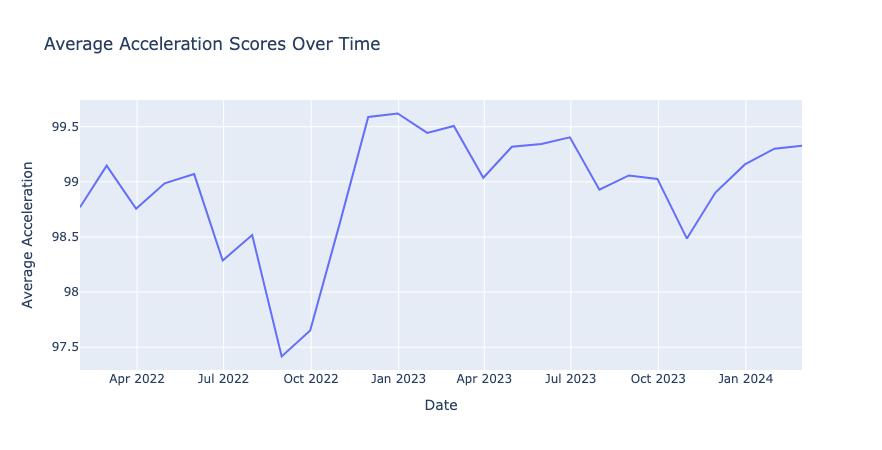 Average Acceleration Scores Over Time
Average Acceleration
99.5
99
98.5
98
97.5
Apr 2022 Jul 2022 Oct 2022 Jan 2023 Apr 2023 Jul 2023 Oct 2023 Jan 2024
Date